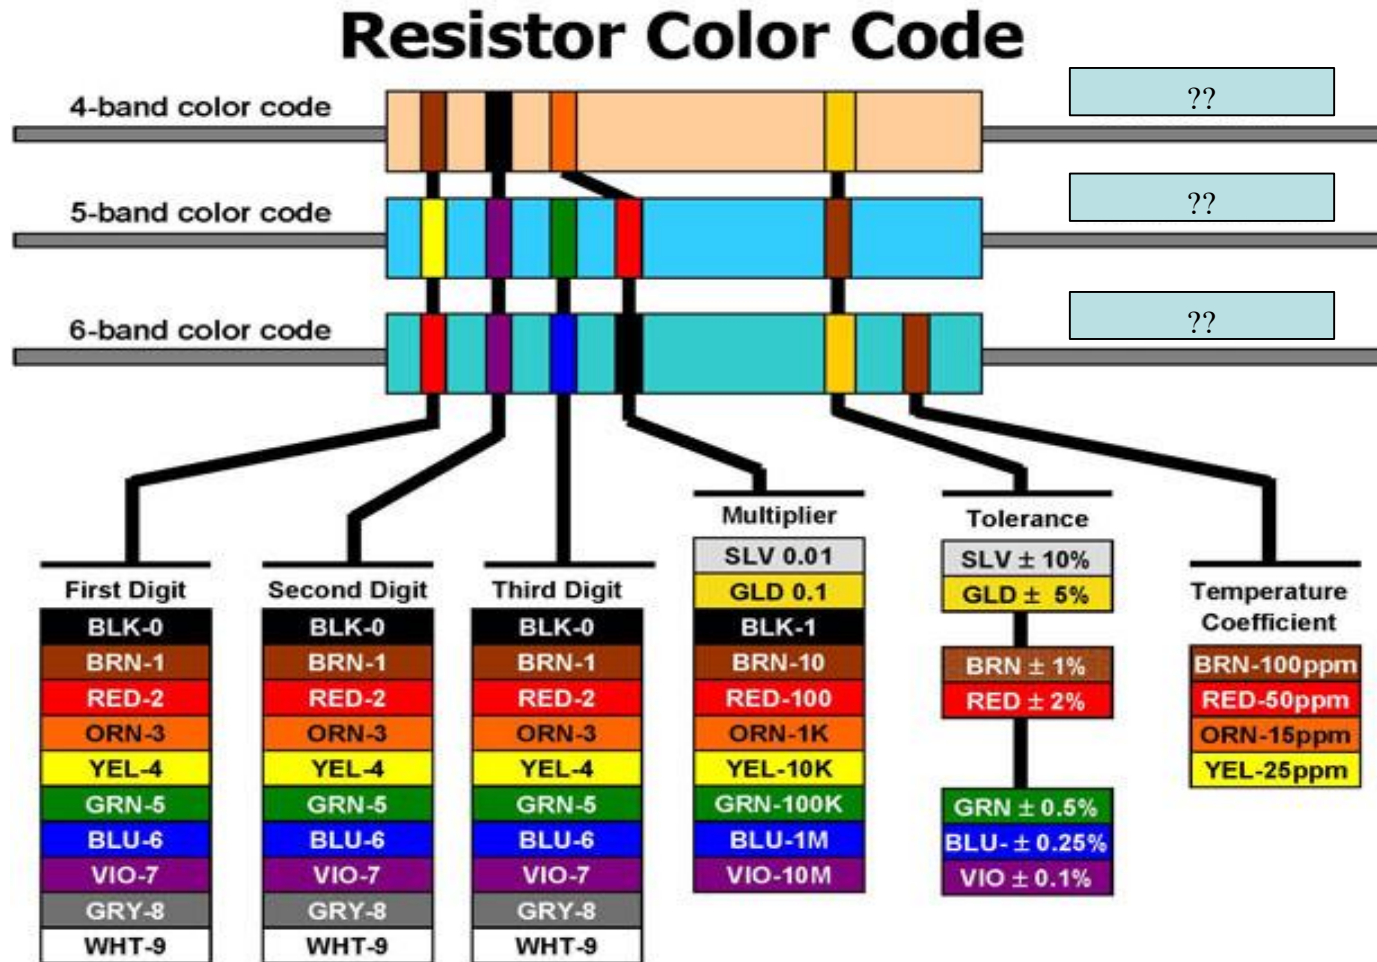 Resistor Color Code
4-band color code
??
5-band color code
??
6-band color code
??
First Digit
BLK-0
BRN-1
RED-2
ORN-3
YEL-4
GRN-5
BLU-6
VIO-7
GRY-8
WHT-9
Second Digit
BLK-0
BRN-1
RED-2
ORN-3
YEL-4
GRN-5
BLU-6
VIO-7
GRY-8
WHT-9
Third Digit
BLK-0
BRN-1
RED-2
ORN-3
YEL-4
GRN-5
BLU-6
VIO-7
GRY-8
WHT-9
Multiplier
SLV 0.01
GLD 0.1
BLK-1
BRN-10
RED-100
ORN-1K
YEL-10K
GRN-100K
BLU-1M
VIO-10M
Tolerance
SLV ± 10%
GLD ± 5%
BRN ± 1%
RED ± 2%
GRN ± 0.5%
BLU- ± 0.25%
VIO ± 0.1%
Temperature
Coefficient
BRN-100ppm
RED-50ppm
ORN-15ppm
YEL-25ppm